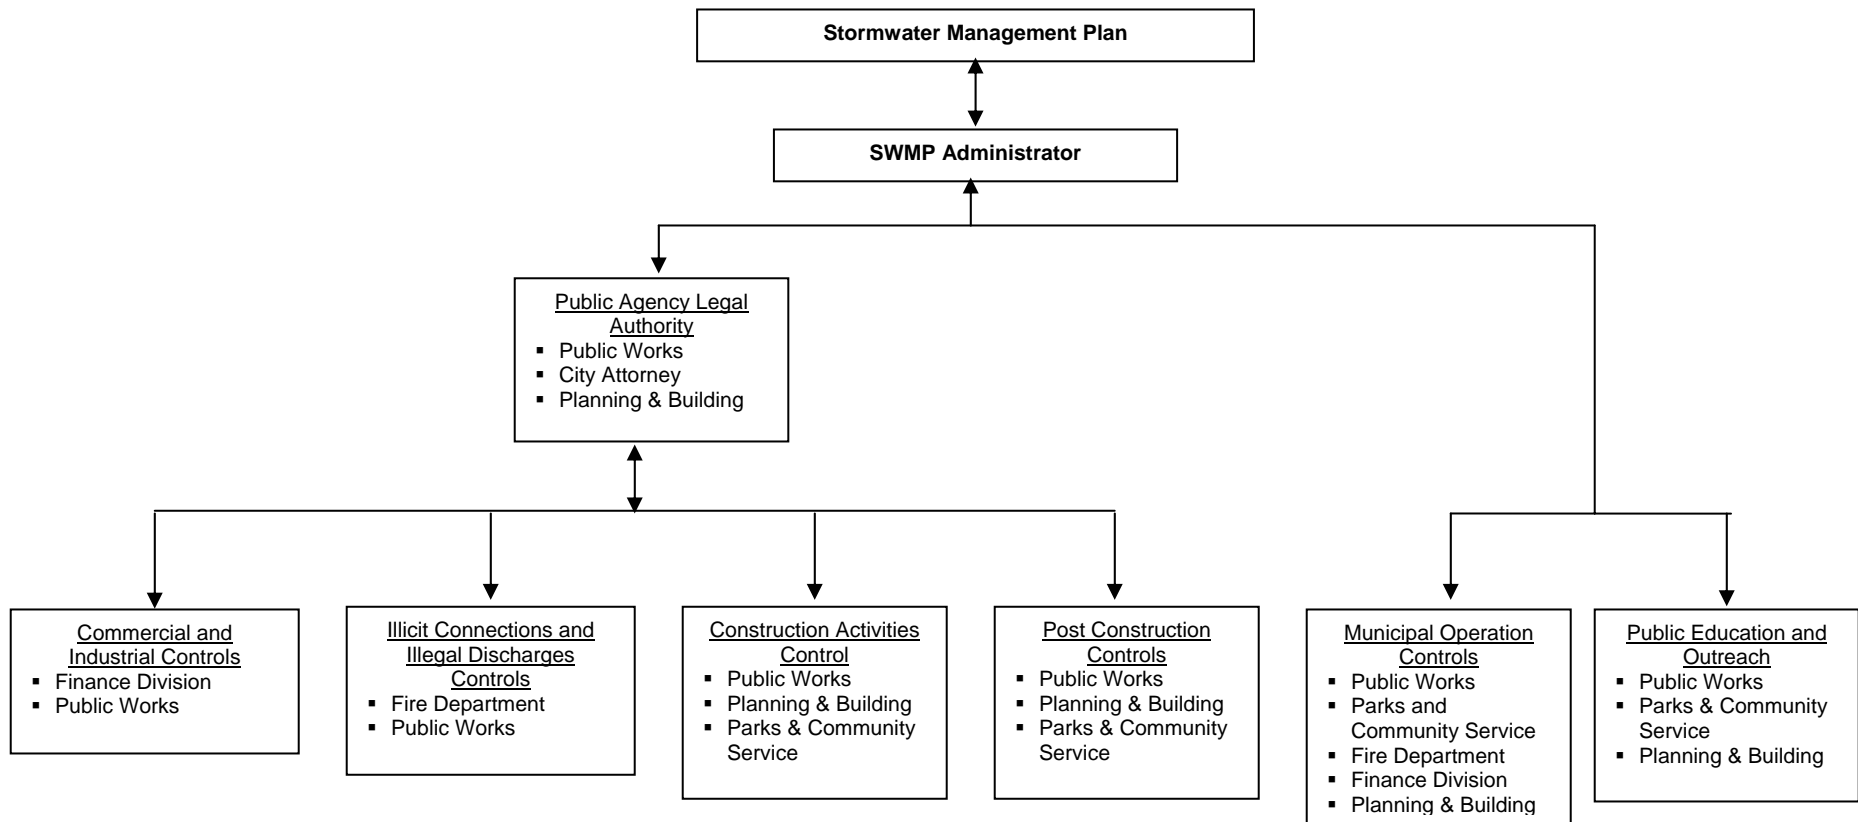 Stormwater Management Plan
SWMP Administrator
Public Agency Legal
Authority
▪ Public Works
▪ City Attorney
▪ Planning & Building
Commercial and
Industrial Controls
▪ Finance Division
▪ Public Works
Illicit Connections and
Illegal Discharges
Controls
▪ Fire Department
▪ Public Works
Construction Activities
Control
▪ Public Works
▪ Planning & Building
▪ Parks & Community
Service
Post Construction
Controls
▪ Public Works
▪ Planning & Building
▪ Parks & Community
Service
Municipal Operation
Controls
▪ Public Works
▪ Parks and
Community Service
▪ Fire Department
▪ Finance Division
▪ Planning & Building
Public Education and
Outreach
▪ Public Works
▪ Parks & Community
Service
▪ Planning & Building